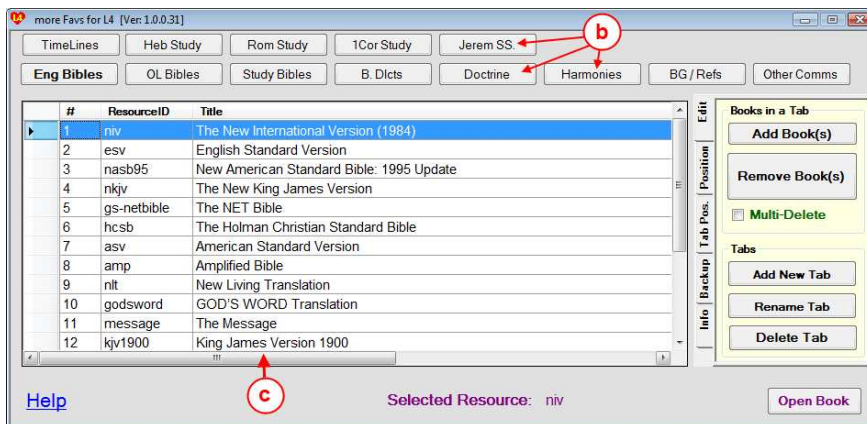 L4 more Favs for L4 [Ver: 1.0.0.31]
TimeLines Heb Study Rom Study 1Cor Study Jerem SS. b
Eng Bibles OL Bibles Study Bibles B. DIcts Doctrine Harmonies BG / Refs Other Comms
# ResourceID Title
1 niv The New International Version (1984)
2 esv English Standard Version
3 nasb95 New American Standard Bible: 1995 Update
4 nkjv The New King James Version
5 gs-netbible The NET Bible
6 hcsb The Holman Christian Standard Bible
7 asv American Standard Version
8 amp Amplified Bible
9 nlt New Living Translation
10 godsword GOD'S WORD Translation
11 message The Message
12 kjv1900 King James Version 1900
Edit
Position
Tab Pos.
Backup
Info
Books in a Tab
Add Book(s)
Remove Book(s)
Multi-Delete
Tabs
Add New Tab
Rename Tab
Delete Tab
c
Help Selected Resource: niv Open Book